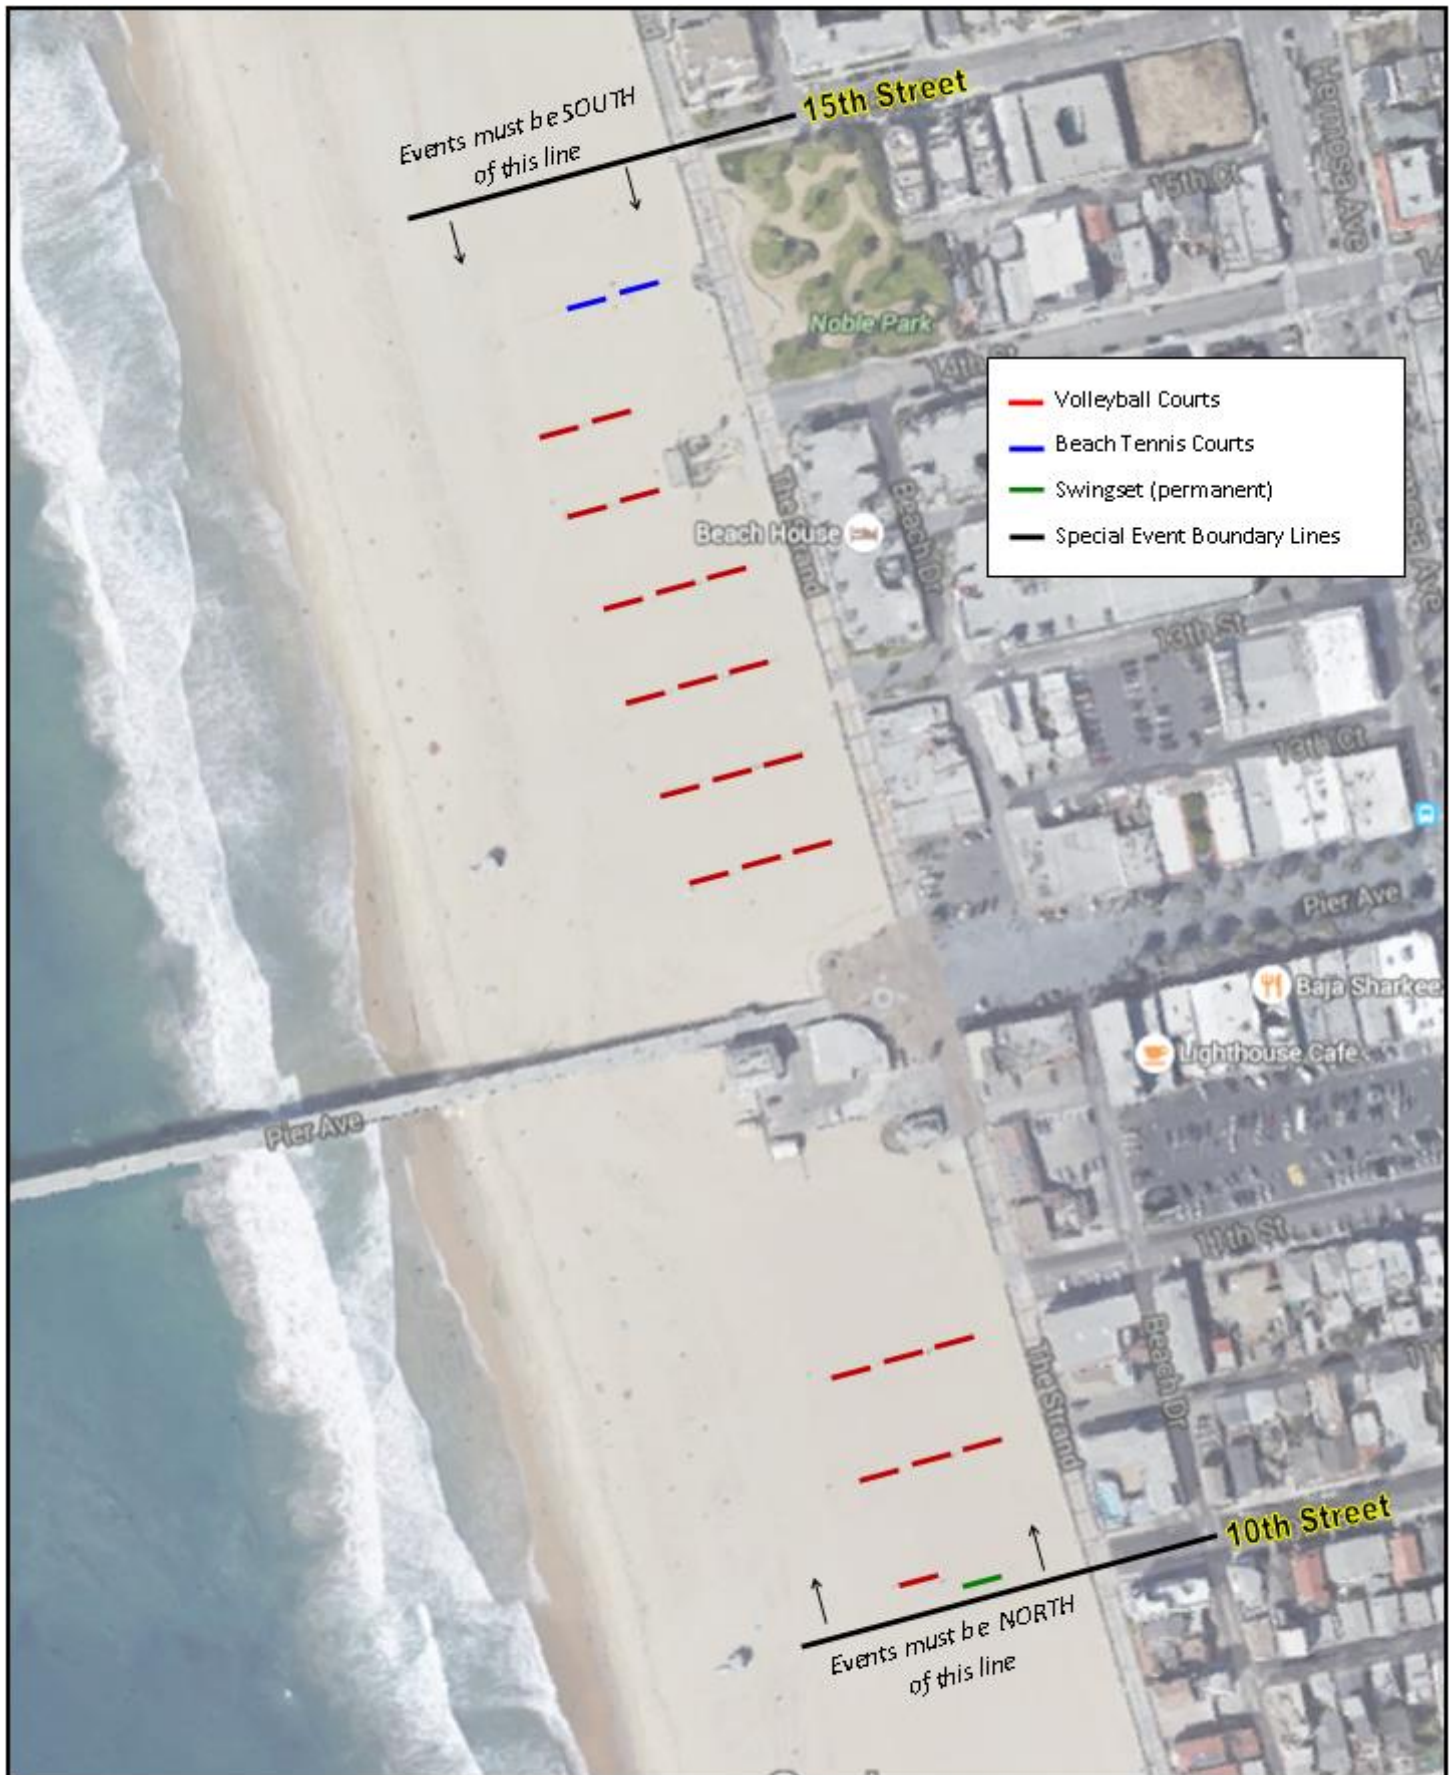 15th Street
Events must be SOUTH
of this line
15th Ct
Hermosa Ave
Noble Park
14th St
Volleyball Courts
Beach Tennis Courts
Swingset (permanent)
Special Event Boundary Lines
The Strand
Beach House
Beach Dr
13th St
13th Ct
Pier Ave
Baja Sharkee
Lighthouse Cafe
Pier Ave
11th St
The Strand
Beach Dr
10th Street
Events must be NORTH
of this line